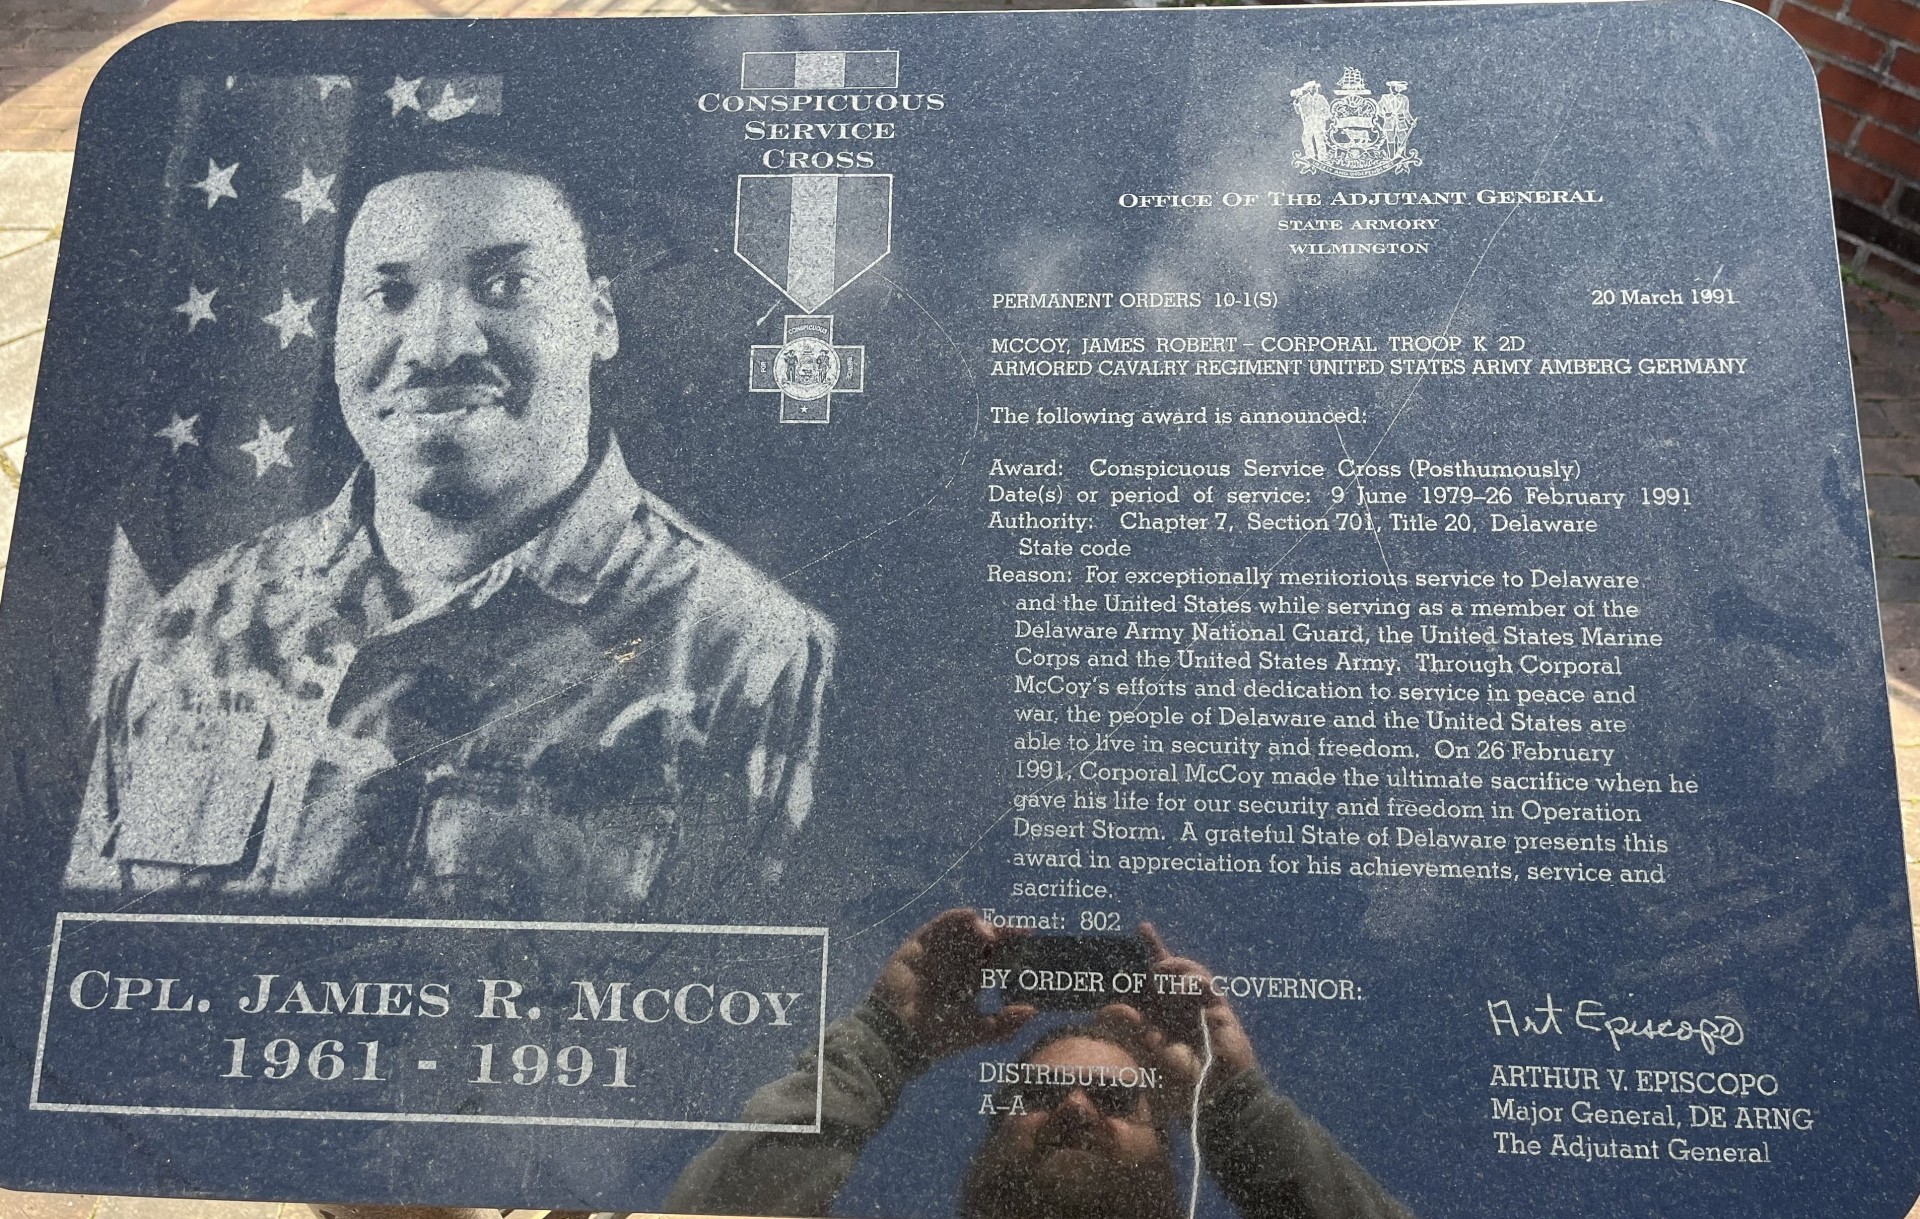 CONSPICUOUS
SERVICE
CROSS
CONSPICUOUS
FOR
CPL. JAMES R. MCCOY
1961 - 1991
OFFICE OF THE ADJUTANT GENERAL
STATE ARMORY
WILMINGTON
PERMANENT ORDERS 10-1(S) 20 March 1991
MCCOY, JAMES ROBERT – CORPORAL TROOP K 2D
ARMORED CAVALRY REGIMENT UNITED STATES ARMY AMBERG GERMANY
The following award is announced:
Award: Conspicuous Service Cross (Posthumously)
Date(s) or period of service: 9 June 1979–26 February 1991
Authority: Chapter 7, Section 701, Title 20, Delaware
State code
Reason: For exceptionally meritorious service to Delaware
and the United States while serving as a member of the
Delaware Army National Guard, the United States Marine
Corps and the United States Army. Through Corporal
McCoy's efforts and dedication to service in peace and
war, the people of Delaware and the United States are
able to live in security and freedom. On 26 February
1991, Corporal McCoy made the ultimate sacrifice when he
gave his life for our security and freedom in Operation
Desert Storm. A grateful State of Delaware presents this
award in appreciation for his achievements, service and
sacrifice.
Format: 802
BY ORDER OF THE GOVERNOR:
Art Episcopo
DISTRIBUTION:
A–A
ARTHUR V. EPISCOPO
Major General, DE ARNG
The Adjutant General